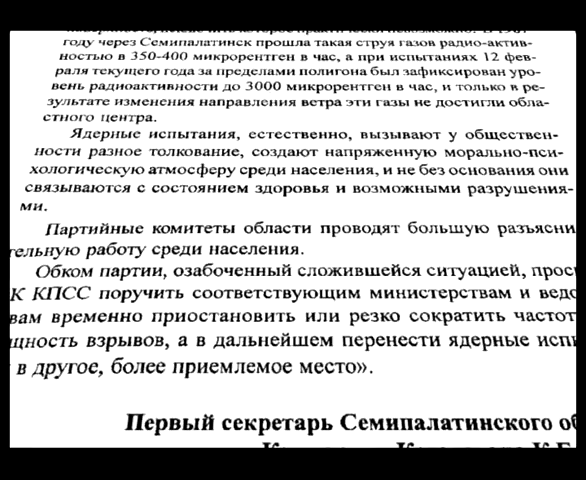 году через Семипалатинск прошла такая струя газов радио-актив-
ностью в 350-400 микрорентген в час, а при испытаниях 12 фев-
раля текущего года за пределами полигона был зафиксирован уро-
вень радиоактивности до 3000 микрорентген в час, и только в ре-
зультате изменения направления ветра эти газы не достигли обла-
стного центра.
Ядерные испытания, естественно, вызывают у обществен-
ности разное толкование, создают напряженную морально-пси-
хологическую атмосферу среди населения, и не без основания они
связываются с состоянием здоровья и возможными разрушения-
ми.
Партийные комитеты области проводят большую разъясни
тельную работу среди населения.
Обком партии, озабоченный сложившейся ситуацией, прос
К КПСС поручить соответствующим министерствам и ведо
вам временно приостановить или резко сократить частот
щность взрывов, а в дальнейшем перенести ядерные исп
в другое, более приемлемое место».
Первый секретарь Семипалатинского об